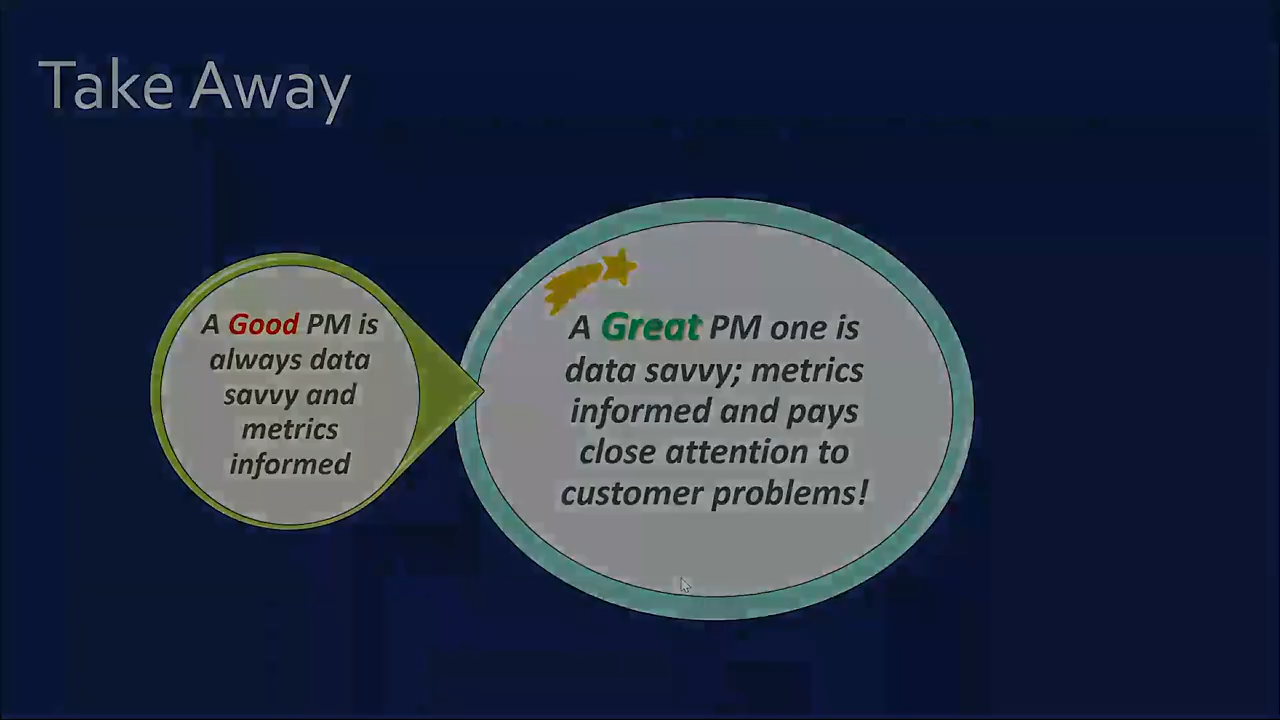 Take Away
A Good PM is
always data
savvy and
metrics
informed
A Great PM one is
data savvy; metrics
informed and pays
close attention to
customer problems!